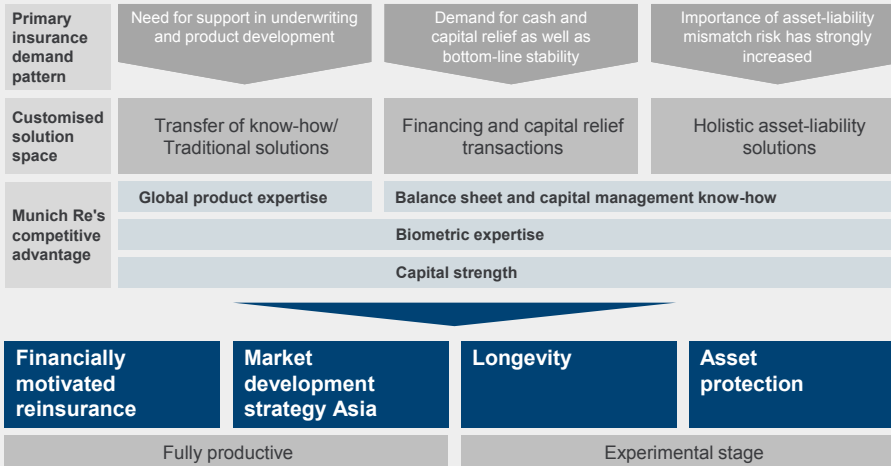 Primary
insurance
demand
pattern
Need for support in underwriting
and product development
Demand for cash and
capital relief as well as
bottom-line stability
Importance of asset-liability
mismatch risk has strongly
increased
Customised
solution
space
Transfer of know-how/
Traditional solutions
Financing and capital relief
transactions
Holistic asset-liability
solutions
Munich Re's
competitive
advantage
Global product expertise
Balance sheet and capital management know-how
Biometric expertise
Capital strength
Financially
motivated
reinsurance
Market
development
strategy Asia
Longevity
Asset
protection
Fully productive
Experimental stage